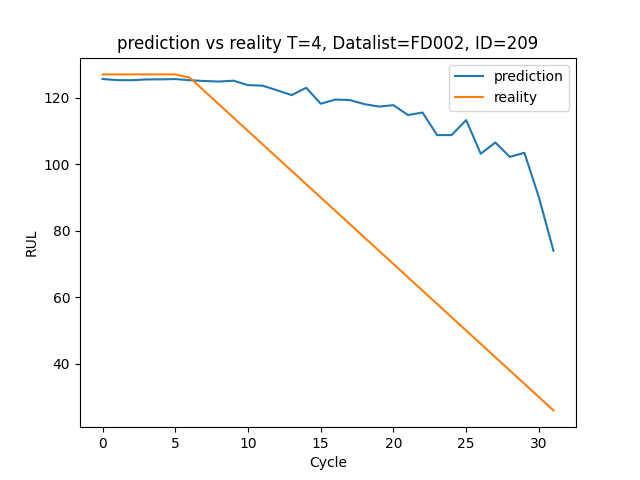 prediction vs reality T=4, Datalist=FD002, ID=209
prediction
reality
120
100
80
60
40
RUL
0 5 10 15 20 25 30
Cycle